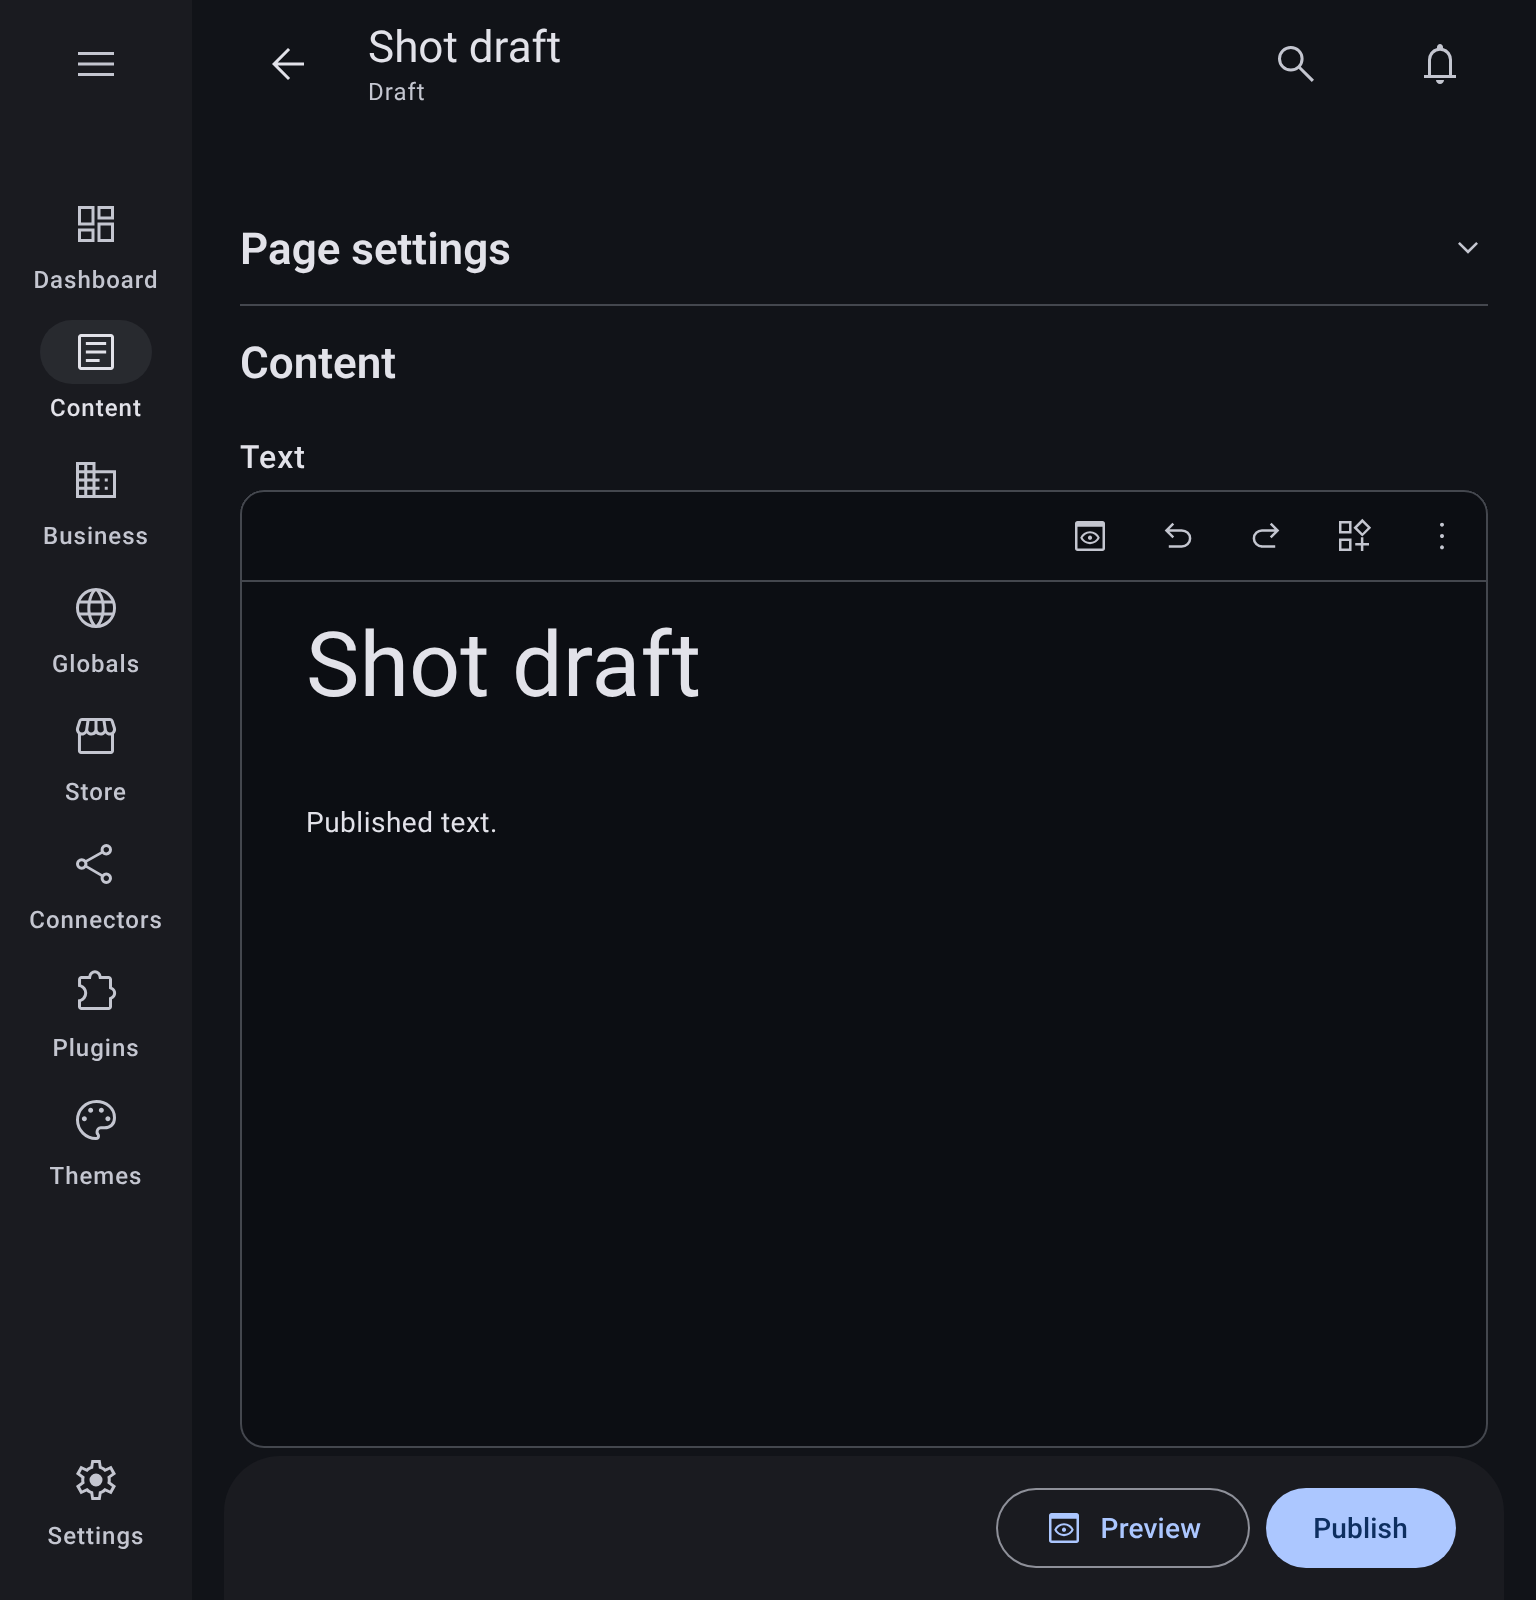 Shot draft
Draft
Dashboard
Content
Business
Globals
Store
Connectors
Plugins
Themes
Settings
Page settings
Content
Text
Shot draft
Published text.
Preview
Publish